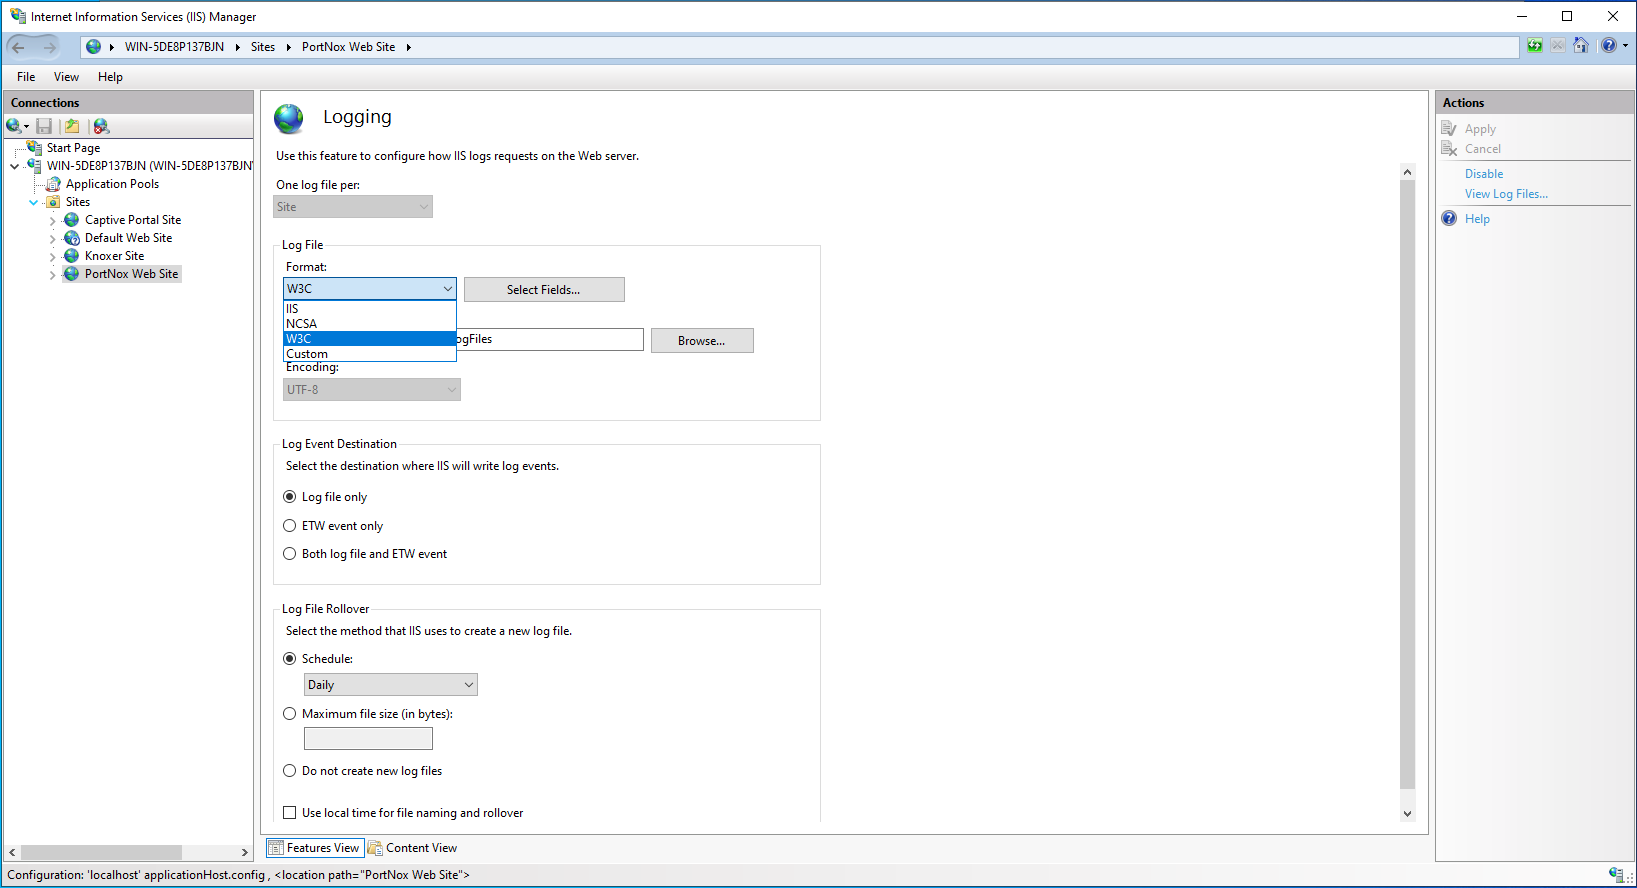 Internet Information Services (IIS) Manager
WIN-5DE8P137BJN
Sites
PortNox Web Site
File
View
Help
Connections
Start Page
WIN-5DE8P137BJN (WIN-5DE8P137BJN
Application Pools
Sites
Captive Portal Site
Default Web Site
Knoxer Site
PortNox Web Site
Logging
Use this feature to configure how IIS logs requests on the Web server.
One log file per:
Site
Log File
Format:
W3C
Select Fields...
IIS
NCSA
W3C
Custom
ogFiles
Browse...
Encoding:
UTF-8
Log Event Destination
Select the destination where IIS will write log events.
Log file only
ETW event only
Both log file and ETW event
Log File Rollover
Select the method that IIS uses to create a new log file.
Schedule:
Daily
Maximum file size (in bytes):
Do not create new log files
Use local time for file naming and rollover
Features View
Content View
Actions
Apply
Cancel
Disable
View Log Files...
Help
Configuration: 'localhost' applicationHost.config , <location path="PortNox Web Site">